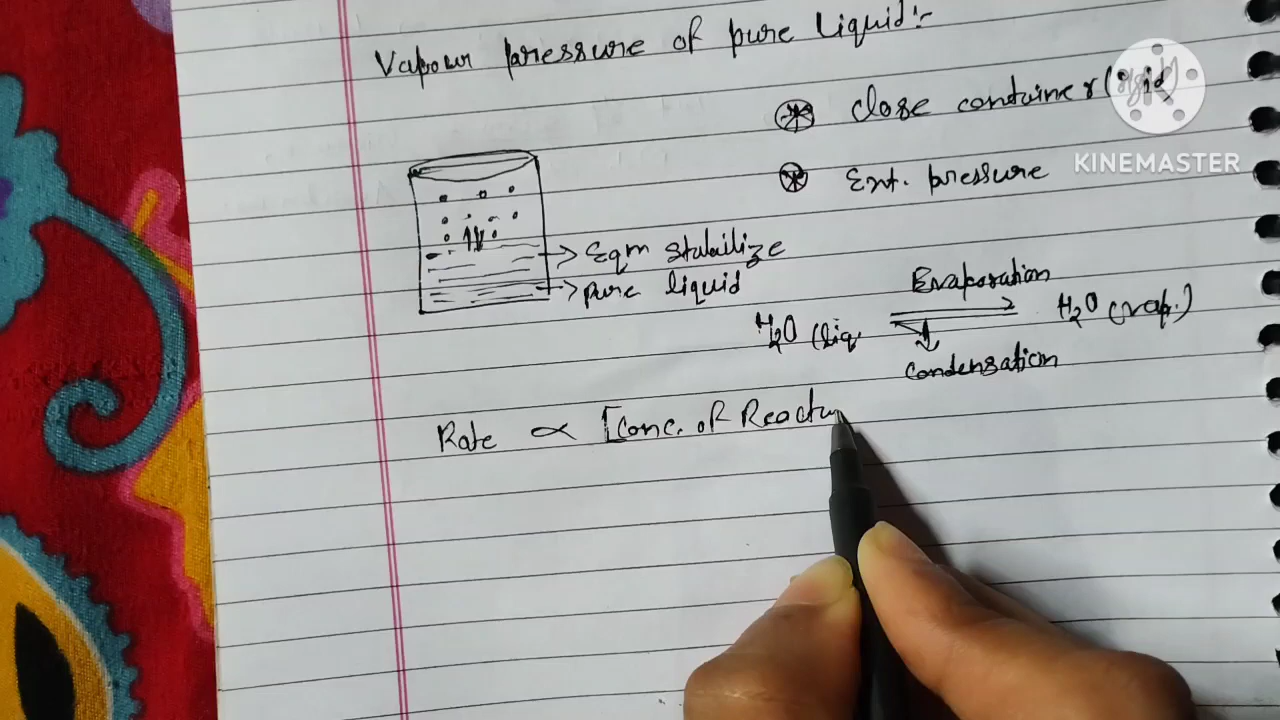 Vapour pressure of pure liquid:-
Close container
KINEMASTER
Ext. pressure
Eqm stabilize
pure liquid
Evaporation
H2O (liq. H2O (vap.)
Condensation
Rate ∝ [Conc. of Reactu